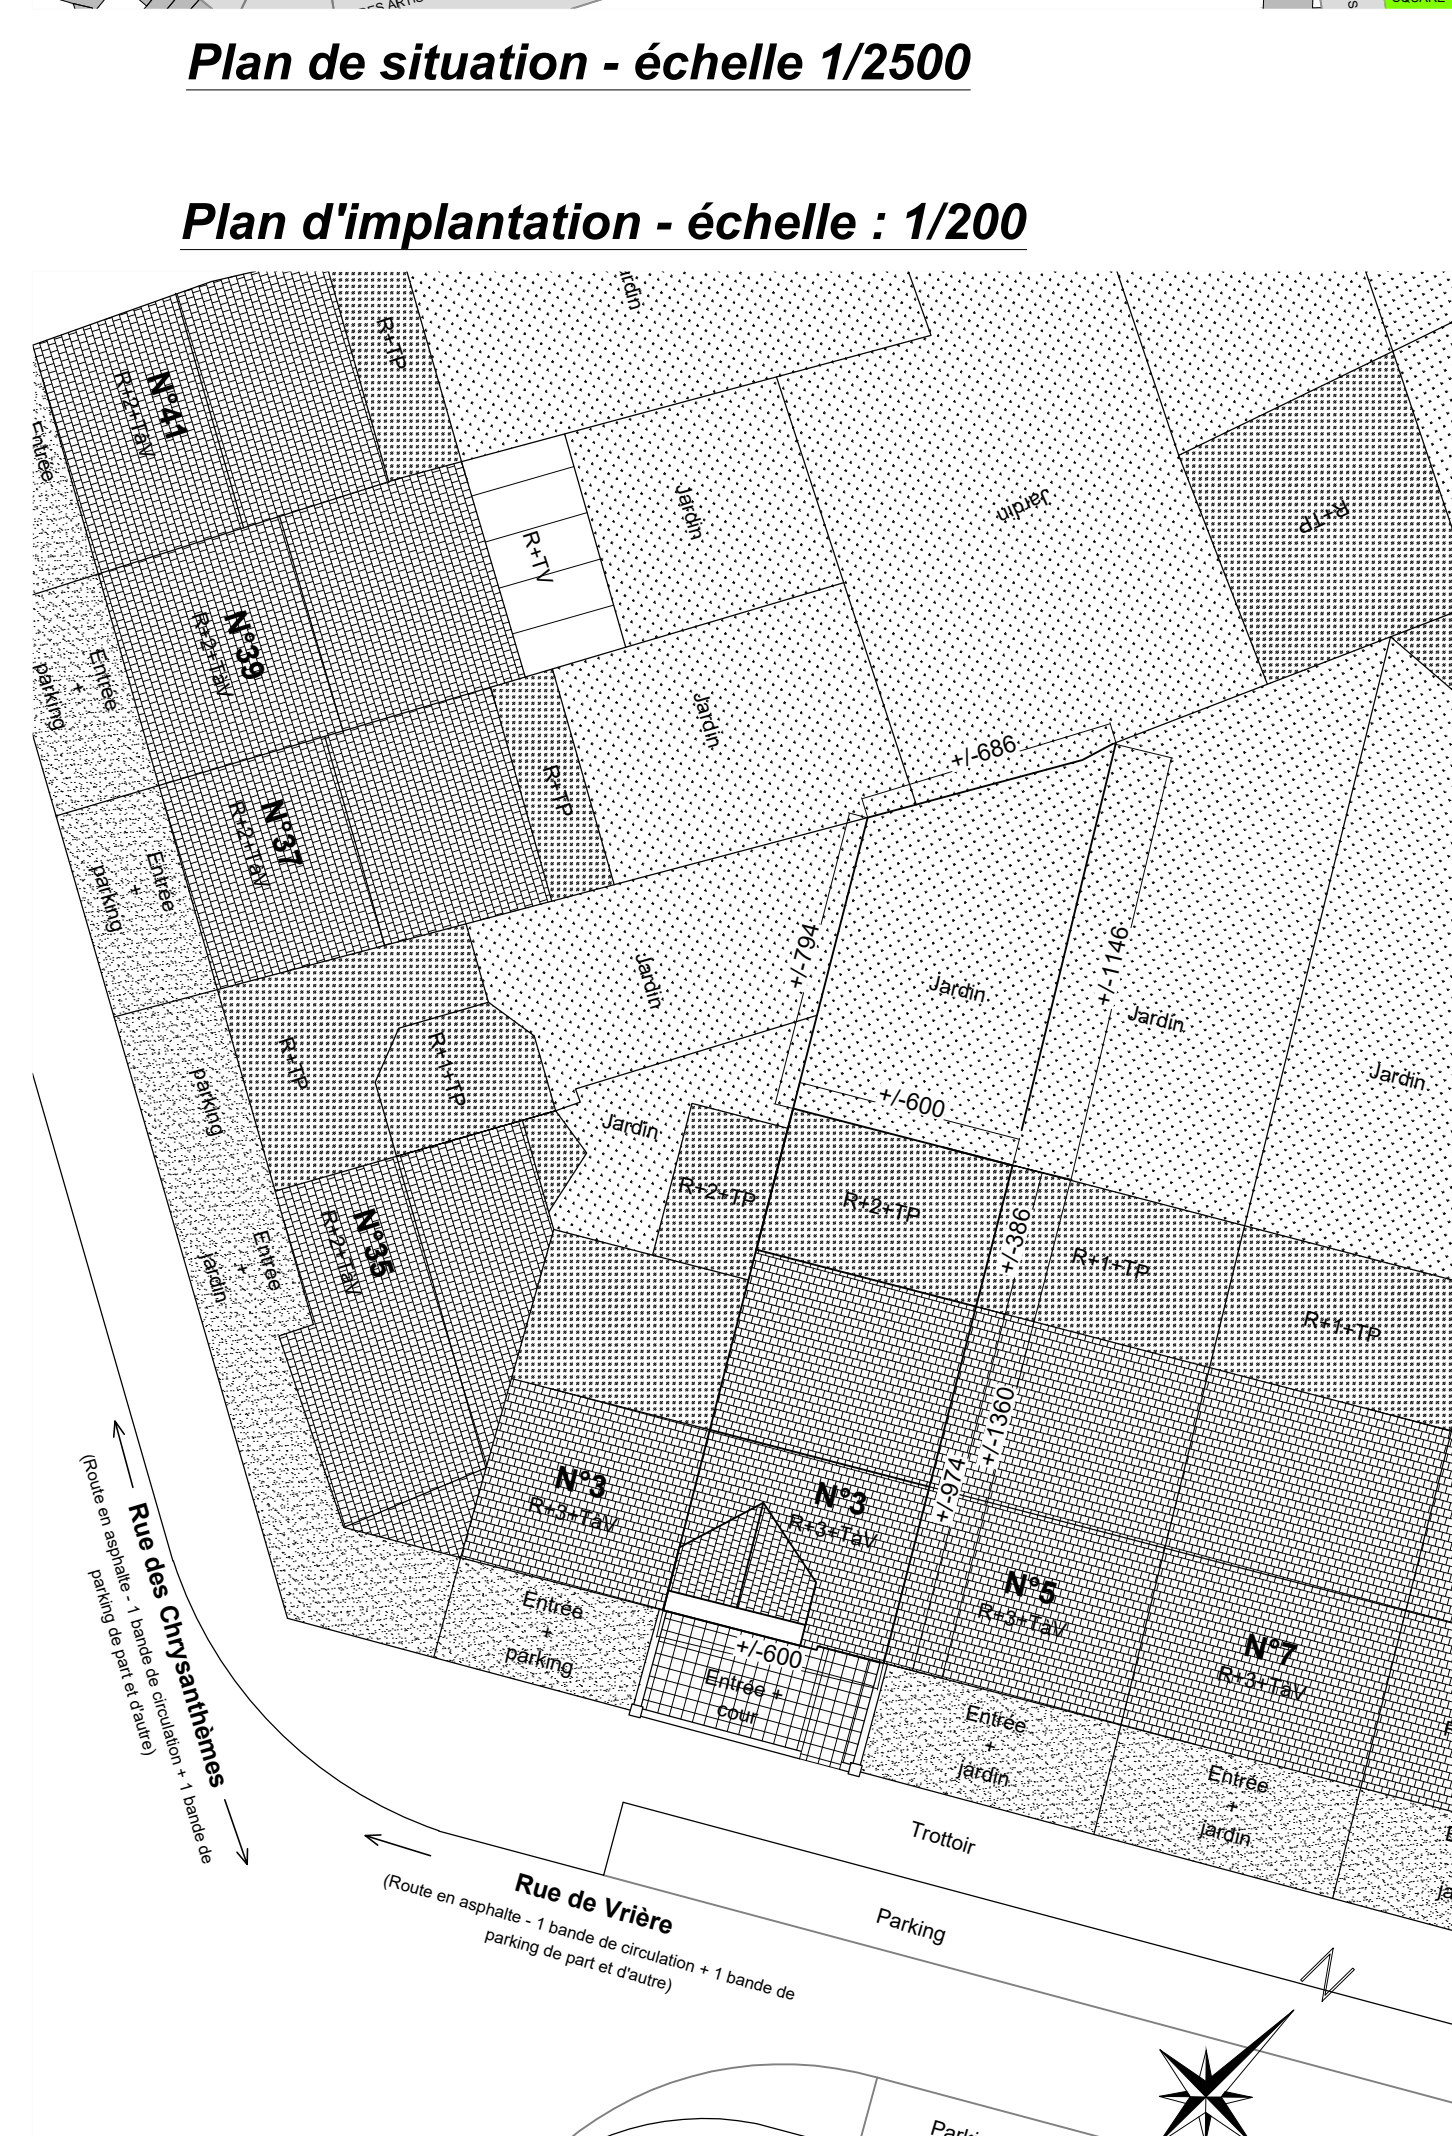 Plan de situation - échelle 1/2500
Plan d'implantation - échelle : 1/200
Jardin
R+TP
N°41
R+2+TaV
Entrée
Jardin
Jardin
R+TP
R+TV
N°39
R+2+TaV
Entrée
+
parking
Jardin
+/-686
R+TP
N°37
R+2+TaV
Entrée
+
parking
+/-794
+/-1146
Jardin
Jardin
Jardin
Jardin
R+TP
R+1+TP
parking
+/-600
Jardin
R+2+TP
R+2+TP
+/-386
R+1+TP
R+1+TP
N°35
R+2+TaV
Entrée
+
jardin
+/-1360
+/-974
N°3
R+3+TaV
N°3
R+3+TaV
N°5
R+3+TaV
N°7
R+3+TaV
Entrée
+
parking
+/-600
Entrée +
cour
Entrée
+
jardin
Entrée
+
jardin
Rue des Chrysanthèmes
(Route en asphalte - 1 bande de circulation + 1 bande de
parking de part et d'autre)
Trottoir
Rue de Vrière
(Route en asphalte - 1 bande de circulation + 1 bande de
parking de part et d'autre)
Parking
N